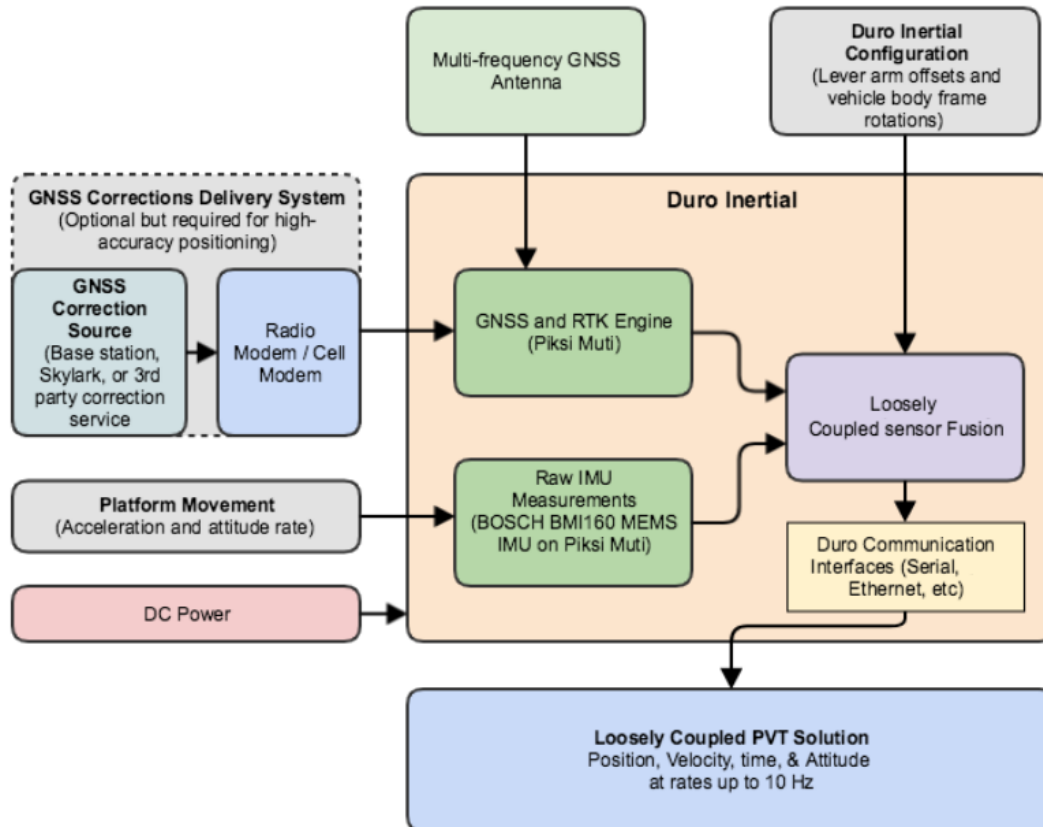 Multi-frequency GNSS
Antenna
Duro Inertial
Configuration
(Lever arm offsets and
vehicle body frame
rotations)
GNSS Corrections Delivery System
(Optional but required for high-
accuracy positioning)
GNSS
Correction
Source
(Base station,
Skylark, or 3rd
party correction
service
Radio
Modem / Cell
Modem
Duro Inertial
GNSS and RTK Engine
(Piksi Muti)
Loosely
Coupled sensor Fusion
Platform Movement
(Acceleration and attitude rate)
Raw IMU
Measurements
(BOSCH BMI160 MEMS
IMU on Piksi Muti)
Duro Communication
Interfaces (Serial,
Ethernet, etc)
DC Power
Loosely Coupled PVT Solution
Position, Velocity, time, & Attitude
at rates up to 10 Hz